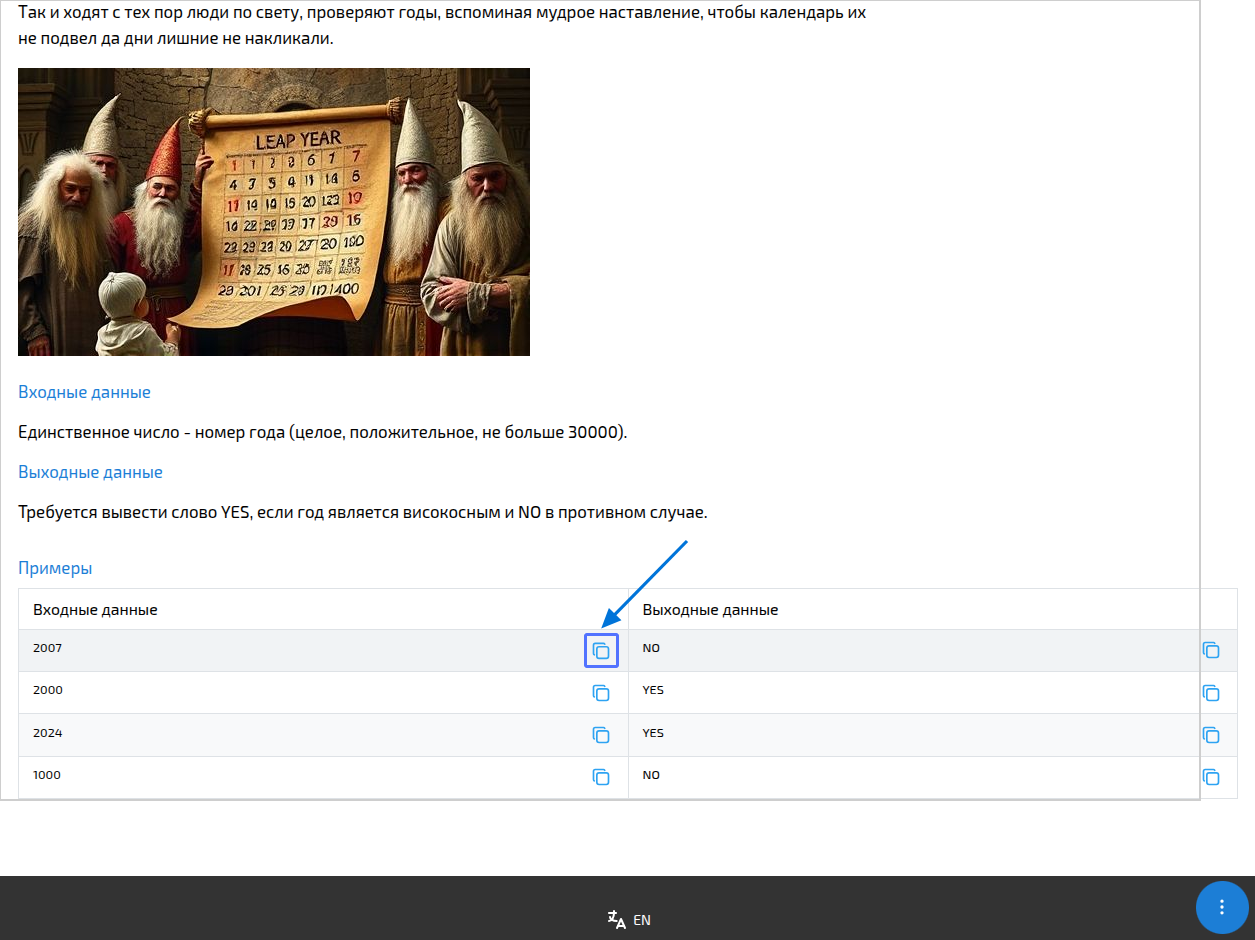 Так и ходят с тех пор люди по свету, проверяют годы, вспоминая мудрое наставление, чтобы календарь их
не подвел да дни лишние не накликали.
LEAP YEAR
Входные данные
Единственное число - номер года (целое, положительное, не больше 30000).
Выходные данные
Требуется вывести слово YES, если год является високосным и NO в противном случае.
Примеры
Входные данные Выходные данные
2007 NO
2000 YES
2024 YES
1000 NO
EN